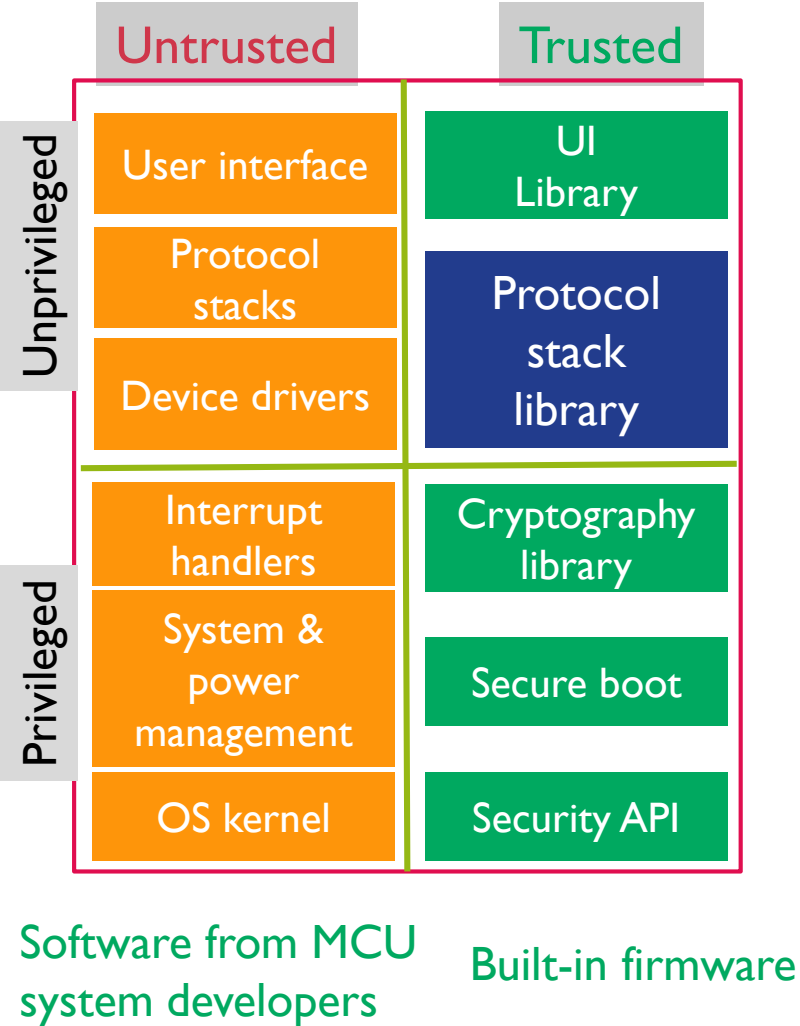 Untrusted
Trusted
Unprivileged
User interface
Protocol
stacks
Device drivers
UI
Library
Protocol
stack
library
Privileged
Interrupt
handlers
System &
power
management
OS kernel
Cryptography
library
Secure boot
Security API
Software from MCU
system developers
Built-in firmware